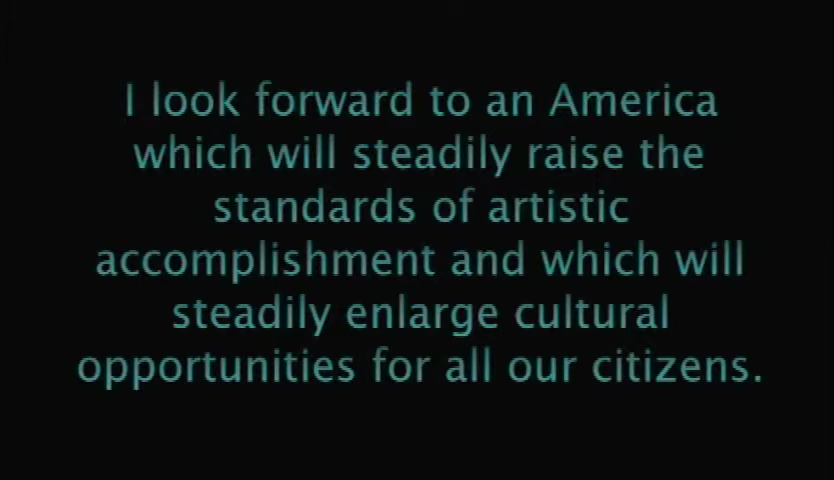 I look forward to an America
which will steadily raise the
standards of artistic
accomplishment and which will
steadily enlarge cultural
opportunities for all our citizens.